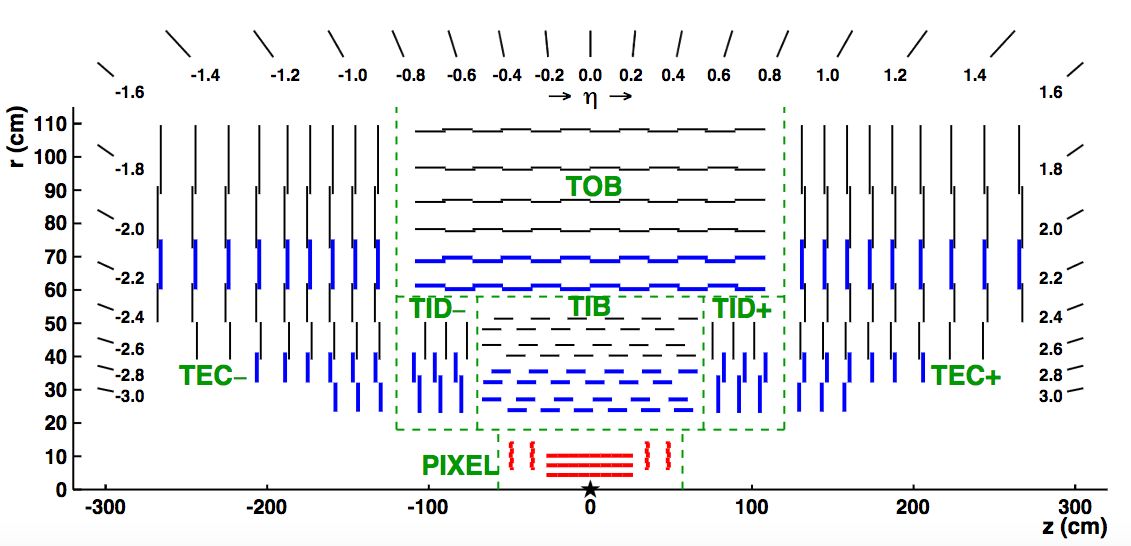 -1.4 -1.2 -1.0 -0.8 -0.6 -0.4 -0.2 0.0 0.2 0.4 0.6 0.8 1.0 1.2 1.4
-1.6 → η → 1.6
r (cm)
110
100
-1.8 1.8
90 TOB
80
-2.0 2.0
70
-2.2 2.2
60
TID– TIB TID+
-2.4 2.4
50
-2.6 2.6
40
TEC– -2.8 TEC+ 2.8
30 -3.0 3.0
20
10 PIXEL
0
-300 -200 -100 0 100 200 300
z (cm)